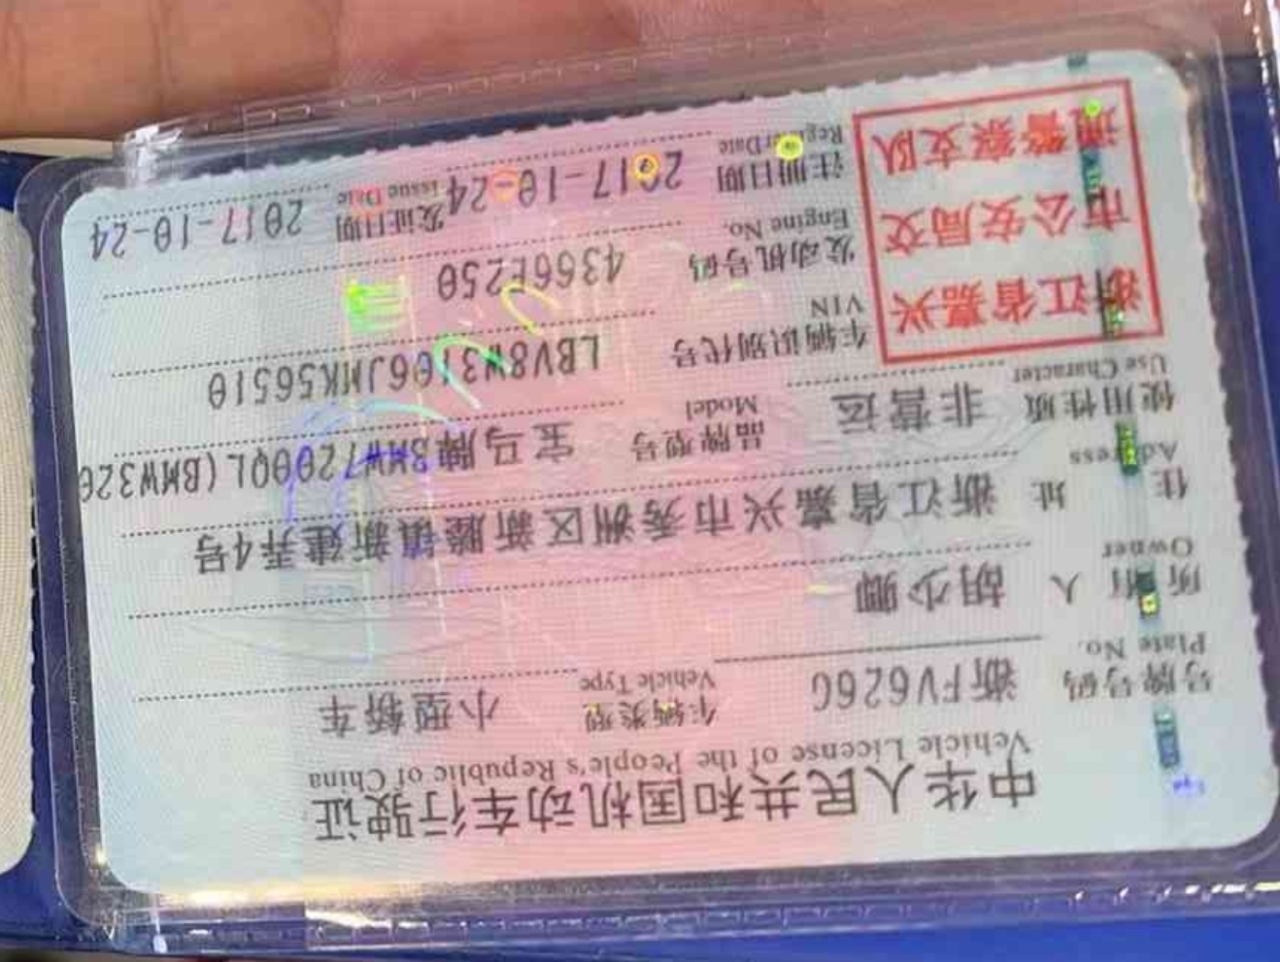 中华人民共和国机动车行驶证
Vehicle License of the People's Republic of China
号牌号码 浙FV626G 车辆类型 小型轿车
Plate No. Vehicle Type
所有人 胡少卿
Owner
住址 浙江省嘉兴市秀洲区新塍镇新建弄4号
Address
使用性质 非营运 品牌型号 宝马牌BMW7200QL(BMW320
Use Character Model
浙江省嘉兴
市公安局交
通警察支队
车辆识别代号 LBV8W3106JMK56510
VIN
发动机号码 4366E250
Engine No.
注册日期 2017-10-24 发证日期 2017-10-24
Register Date Issue Date